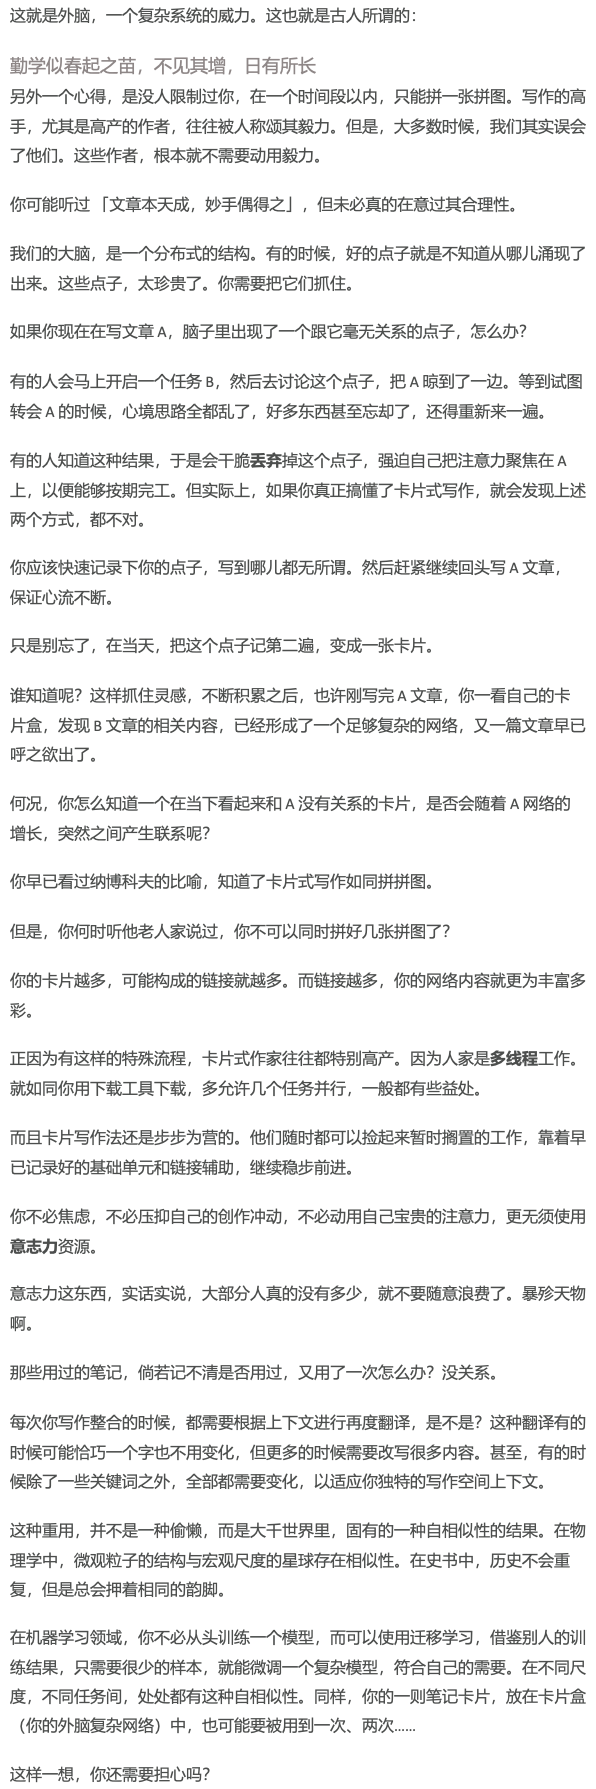 这就是外脑，一个复杂系统的威力。这也就是古人所谓的：
勤学似春起之苗，不见其增，日有所长
另外一个心得，是没人限制过你，在一个时间段以内，只能拼一张拼图。写作的高
手，尤其是高产的作者，往往被人称颂其毅力。但是，大多数时候，我们其实误会
了他们。这些作者，根本就不需要动用毅力。
你可能听过「文章本天成，妙手偶得之」，但未必真的在意过其合理性。
我们的大脑，是一个分布式的结构。有的时候，好的点子就是不知道从哪儿涌现了
出来。这些点子，太珍贵了。你需要把它们抓住。
如果你现在在写文章 A，脑子里出现了一个跟它毫无关系的点子，怎么办？
有的人会马上开启一个任务 B，然后去讨论这个点子，把 A 晾到了一边。等到试图
转会 A 的时候，心境思路全都乱了，好多东西甚至忘却了，还得重新来一遍。
有的人知道这种结果，于是会干脆丢弃掉这个点子，强迫自己把注意力聚焦在 A
上，以便能够按期完工。但实际上，如果你真正搞懂了卡片式写作，就会发现上述
两个方式，都不对。
你应该快速记录下你的点子，写到哪儿都无所谓。然后赶紧继续回头写 A 文章，
保证心流不断。
只是别忘了，在当天，把这个点子记第二遍，变成一张卡片。
谁知道呢？这样抓住灵感，不断积累之后，也许刚写完 A 文章，你一看自己的卡
片盒，发现 B 文章的相关内容，已经形成了一个足够复杂的网络，又一篇文章早已
呼之欲出了。
何况，你怎么知道一个在当下看起来和 A 没有关系的卡片，是否会随着 A 网络的
增长，突然之间产生联系呢？
你早已看过纳博科夫的比喻，知道了卡片式写作如同拼拼图。
但是，你何时听他老人家说过，你不可以同时拼好几张拼图了？
你的卡片越多，可能构成的链接就越多。而链接越多，你的网络内容就更为丰富多
彩。
正因为有这样的特殊流程，卡片式作家往往都特别高产。因为人家是多线程工作。
就如同你用下载工具下载，多允许几个任务并行，一般都有些益处。
而且卡片写作法还是步步为营的。他们随时都可以捡起来暂时搁置的工作，靠着早
已记录好的基础单元和链接辅助，继续稳步前进。
你不必焦虑，不必压抑自己的创作冲动，不必动用自己宝贵的注意力，更无须使用
意志力资源。
意志力这东西，实话实说，大部分人真的没有多少，就不要随意浪费了。暴殄天物
啊。
那些用过的笔记，倘若记不清是否用过，又用了一次怎么办？没关系。
每次你写作整合的时候，都需要根据上下文进行再度翻译，是不是？这种翻译有的
时候可能恰巧一个字也不用变化，但更多的时候需要改写很多内容。甚至，有的时
候除了一些关键词之外，全部都需要变化，以适应你独特的写作空间上下文。
这种重用，并不是一种偷懒，而是大千世界里，固有的一种自相似性的结果。在物
理学中，微观粒子的结构与宏观尺度的星球存在相似性。在史书中，历史不会重
复，但是总会押着相同的韵脚。
在机器学习领域，你不必从头训练一个模型，而可以使用迁移学习，借鉴别人的训
练结果，只需要很少的样本，就能微调一个复杂模型，符合自己的需要。在不同尺
度，不同任务间，处处都有这种自相似性。同样，你的一则笔记卡片，放在卡片盒
（你的外脑复杂网络）中，也可能要被用到一次、两次……
这样一想，你还需要担心吗？